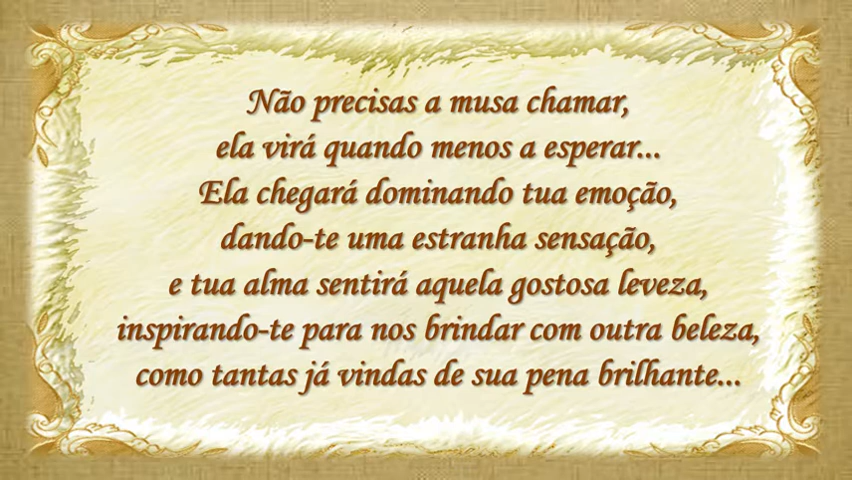 Não precisas a musa chamar,
ela virá quando menos a esperar...
Ela chegará dominando tua emoção,
dando-te uma estranha sensação,
e tua alma sentirá aquela gostosa leveza,
inspirando-te para nos brindar com outra beleza,
como tantas já vindas de sua pena brilhante...